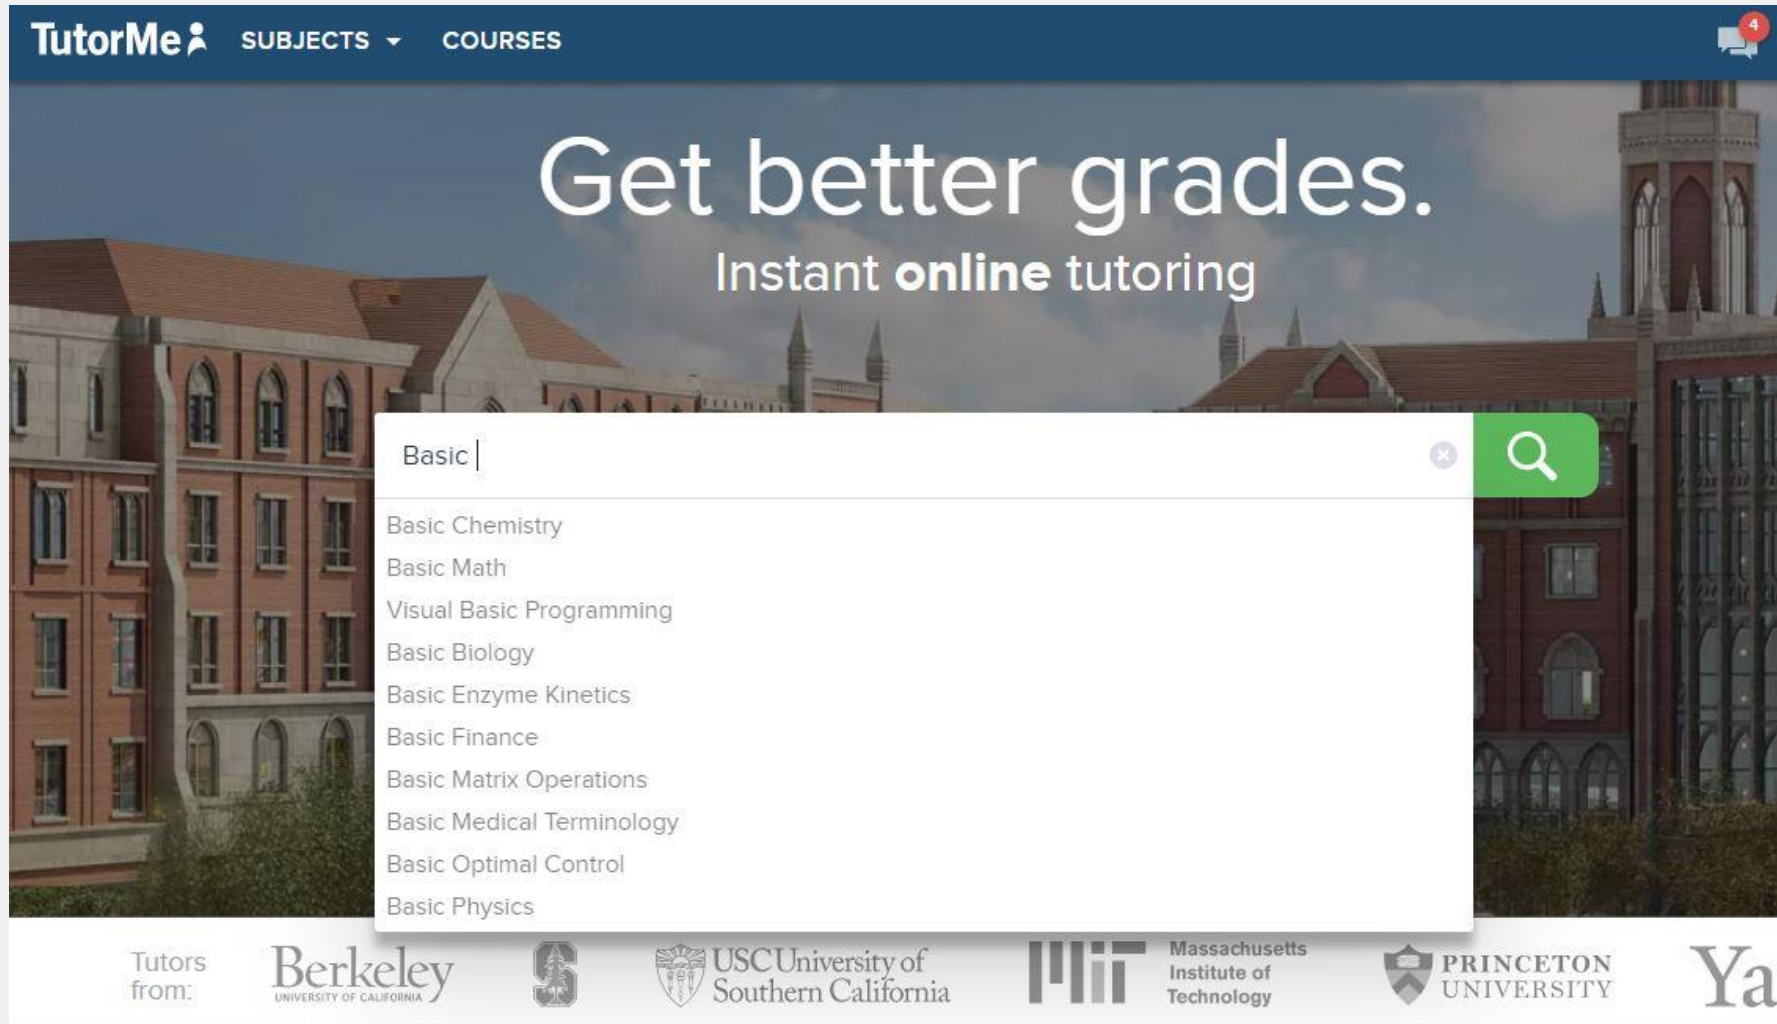 TutorMe SUBJECTS COURSES 4
Get better grades.
Instant online tutoring
Basic
Basic Chemistry
Basic Math
Visual Basic Programming
Basic Biology
Basic Enzyme Kinetics
Basic Finance
Basic Matrix Operations
Basic Medical Terminology
Basic Optimal Control
Basic Physics
Tutors
from:
Berkeley
UNIVERSITY OF CALIFORNIA
S
USC University of
Southern California
MIT
Massachusetts
Institute of
Technology
PRINCETON
UNIVERSITY
Ya